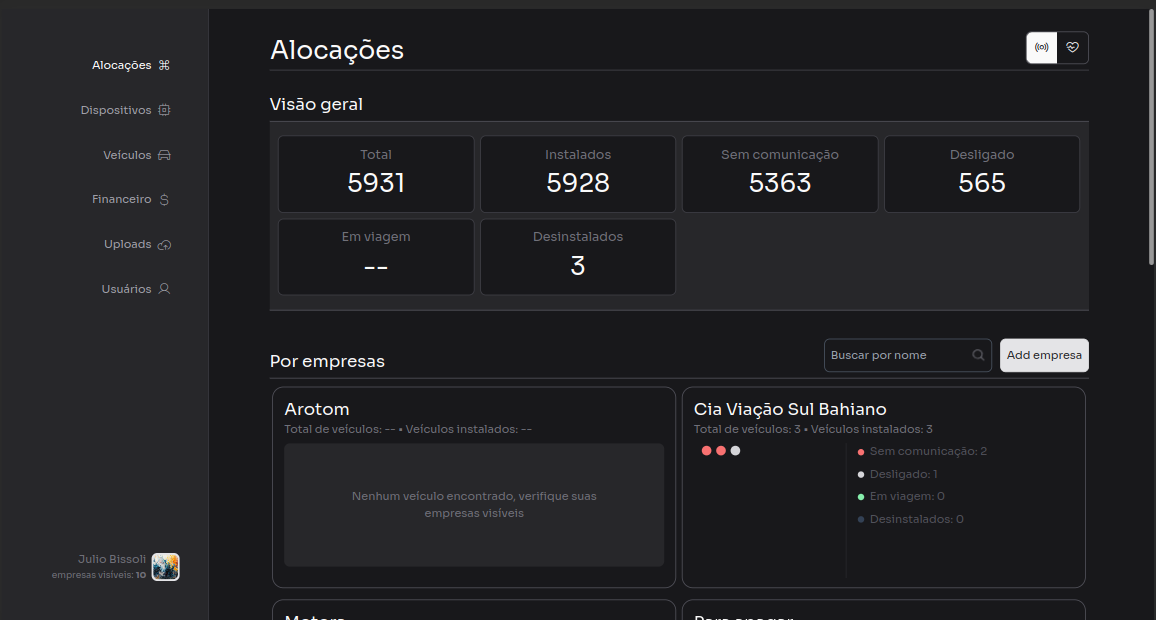 Alocações
Dispositivos
Veículos
Financeiro
Uploads
Usuários
Julio Bissoli
empresas visíveis: 10
Alocações
Visão geral
Total
5931
Instalados
5928
Sem comunicação
5363
Desligado
565
Em viagem
--
Desinstalados
3
Por empresas
Buscar por nome
Add empresa
Arotom
Total de veículos: -- • Veículos instalados: --
Nenhum veículo encontrado, verifique suas
empresas visíveis
Cia Viação Sul Bahiano
Total de veículos: 3 • Veículos instalados: 3
Sem comunicação: 2
Desligado: 1
Em viagem: 0
Desinstalados: 0